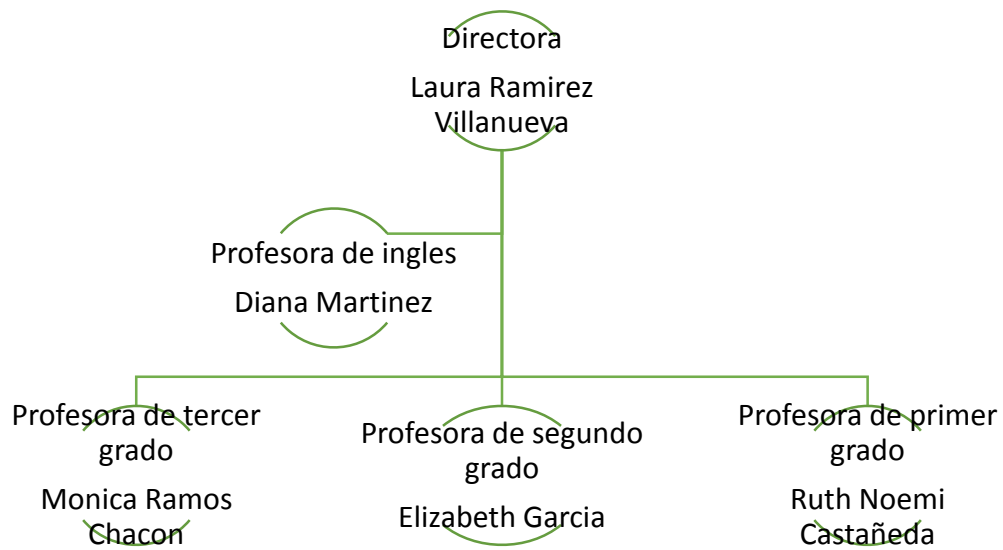 Directora
Laura Ramirez
Villanueva
Profesora de ingles
Diana Martinez
Profesora de tercer
grado
Monica Ramos
Chacon
Profesora de segundo
grado
Elizabeth Garcia
Profesora de primer
grado
Ruth Noemi
Castañeda